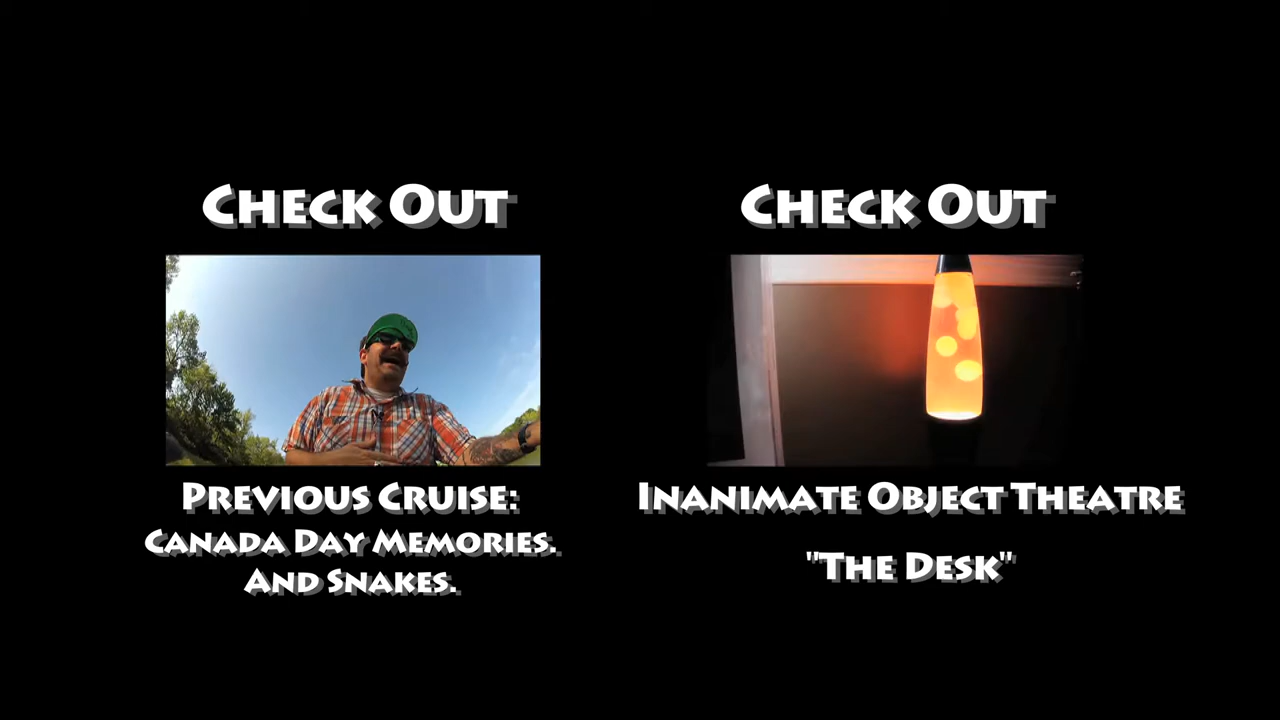 Check Out
Previous Cruise:
Canada Day Memories.
And Snakes.
Check Out
Inanimate Object Theatre
"The Desk"